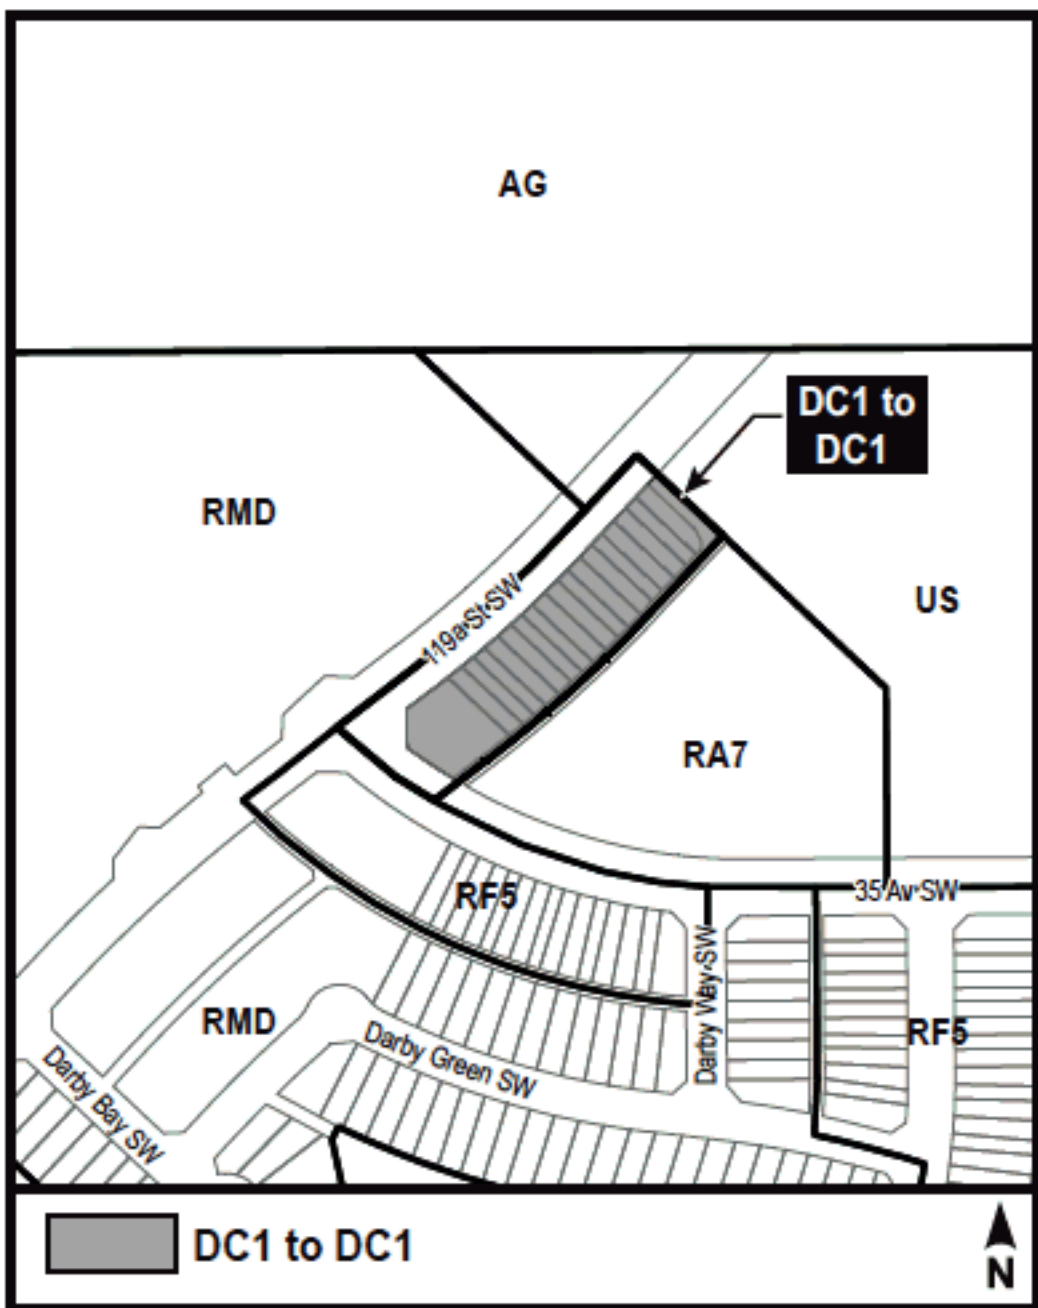 AG
DC1 to
DC1
RMD
119a St SW
US
RA7
35 Av SW
RF5
Darby Way SW
RMD
Darby Green SW
RF5
Darby Bay SW
DC1 to DC1
N